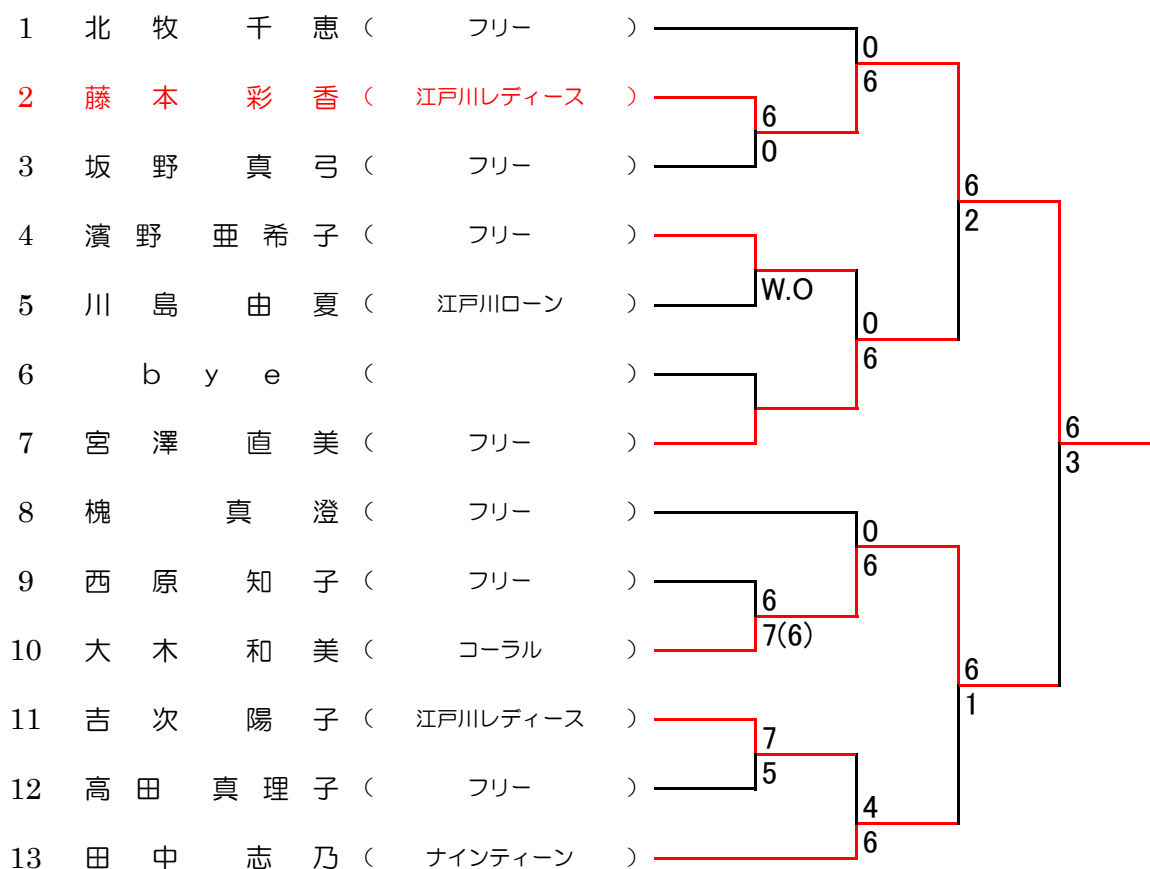 1 北牧 千恵 ( フリー ) 0
2 藤本 彩香 ( 江戸川レディース ) 6 6
3 坂野 真弓 ( フリー ) 0
6
4 濱野 亜希子 ( フリー ) 2
W.O
5 川島 由夏 ( 江戸川ローン ) 0
6 bye ( ) 6
7 宮澤 直美 ( フリー ) 6
3
8 槐 真澄 ( フリー ) 0
9 西原 知子 ( フリー ) 6 6
10 大木 和美 ( コーラル ) 7(6) 6
11 吉次 陽子 ( 江戸川レディース ) 7 1
12 高田 真理子 ( フリー ) 5 4
13 田中 志乃 ( ナインティーン ) 6